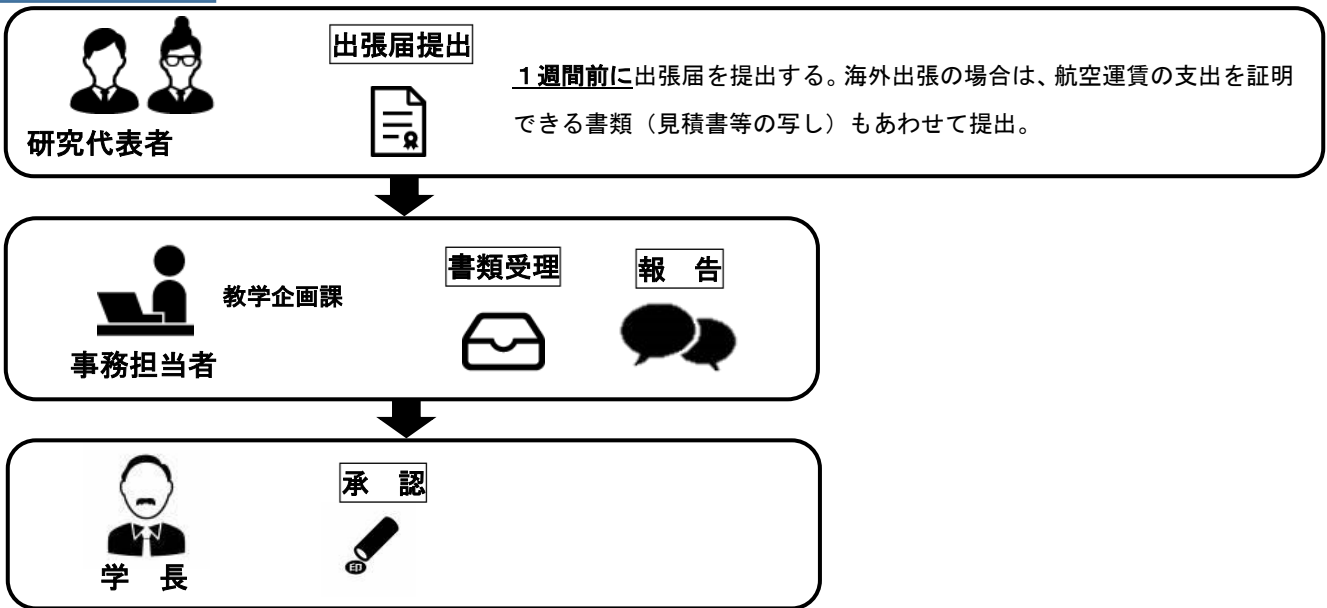 出張届提出
1週間前に出張届を提出する。海外出張の場合は、航空運賃の支出を証明
できる書類(見積書等の写し)もあわせて提出。
研究代表者
書類受理
報 告
教学企画課
事務担当者
承 認
印
学 長